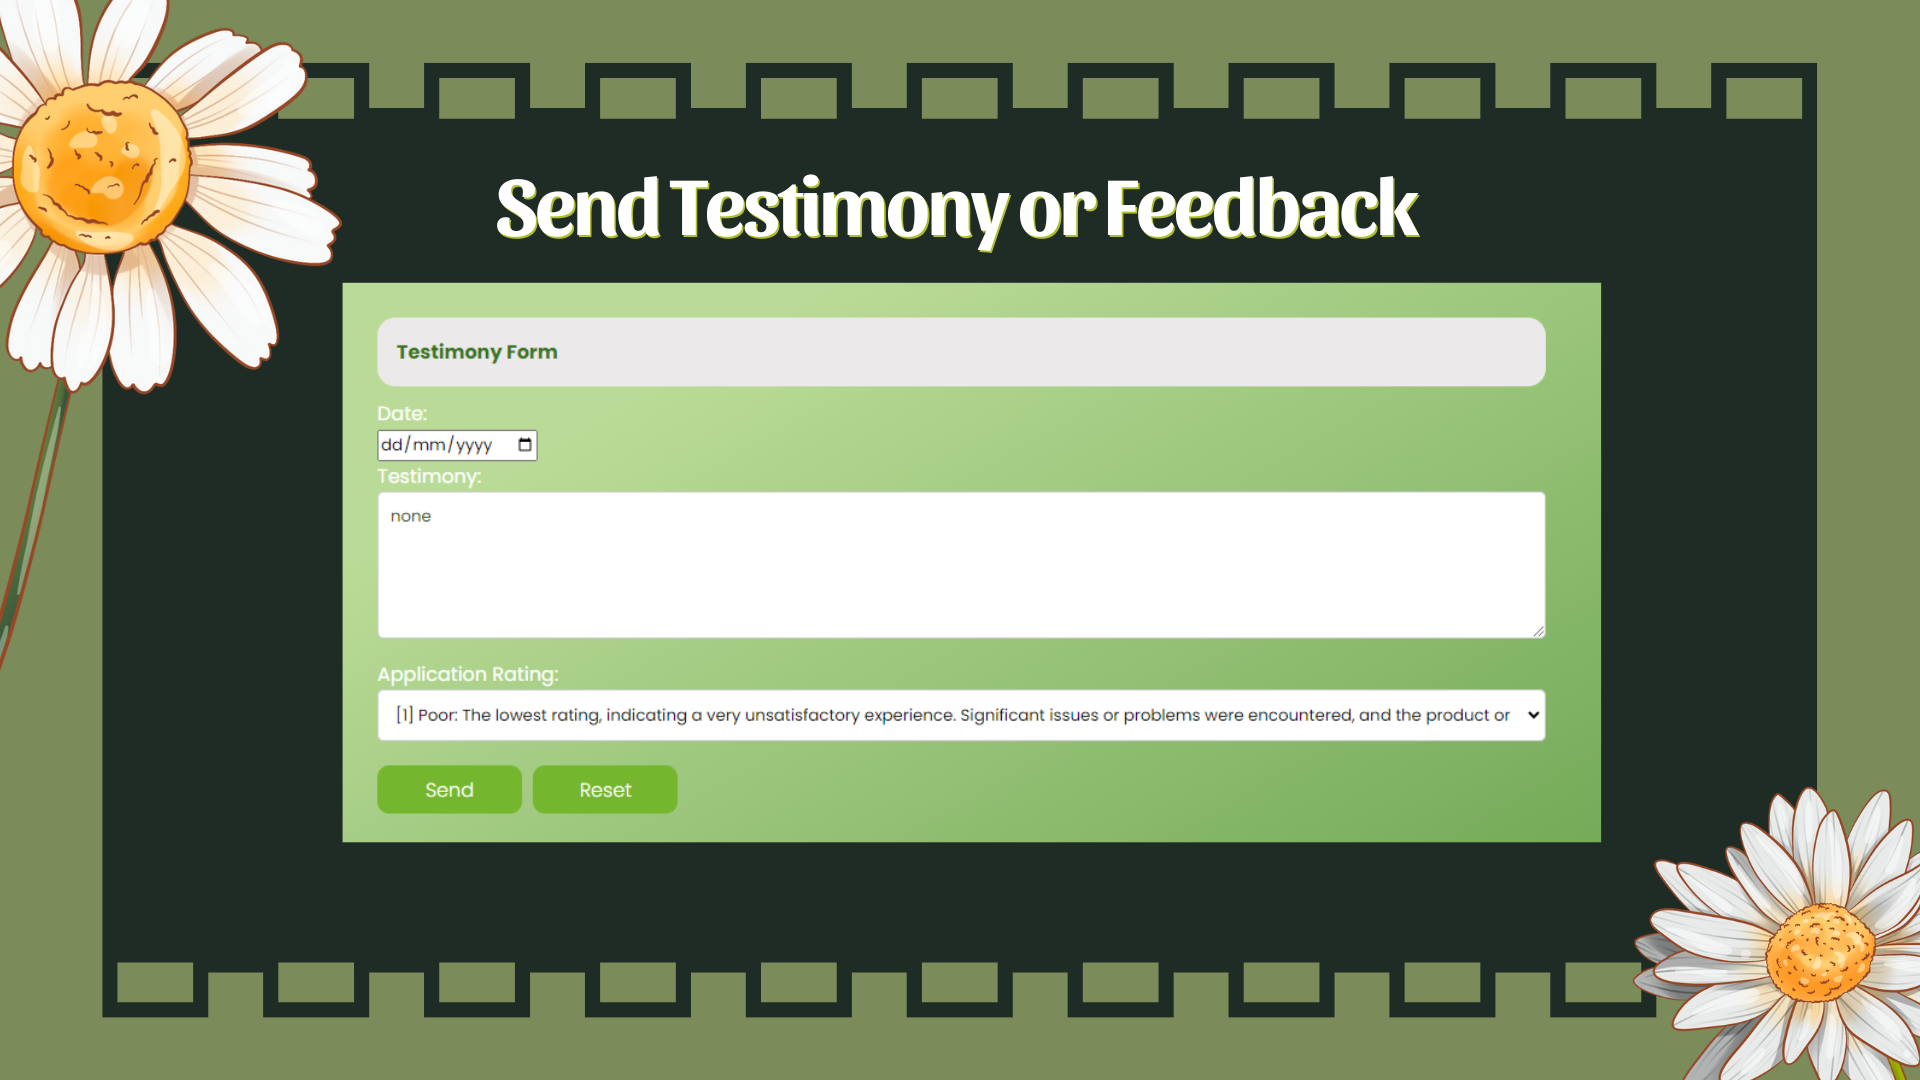 Send Testimony or Feedback
Testimony Form
Date:
dd/mm/yyyy
Testimony:
none
Application Rating:
[1] Poor: The lowest rating, indicating a very unsatisfactory experience. Significant issues or problems were encountered, and the product or
Send
Reset